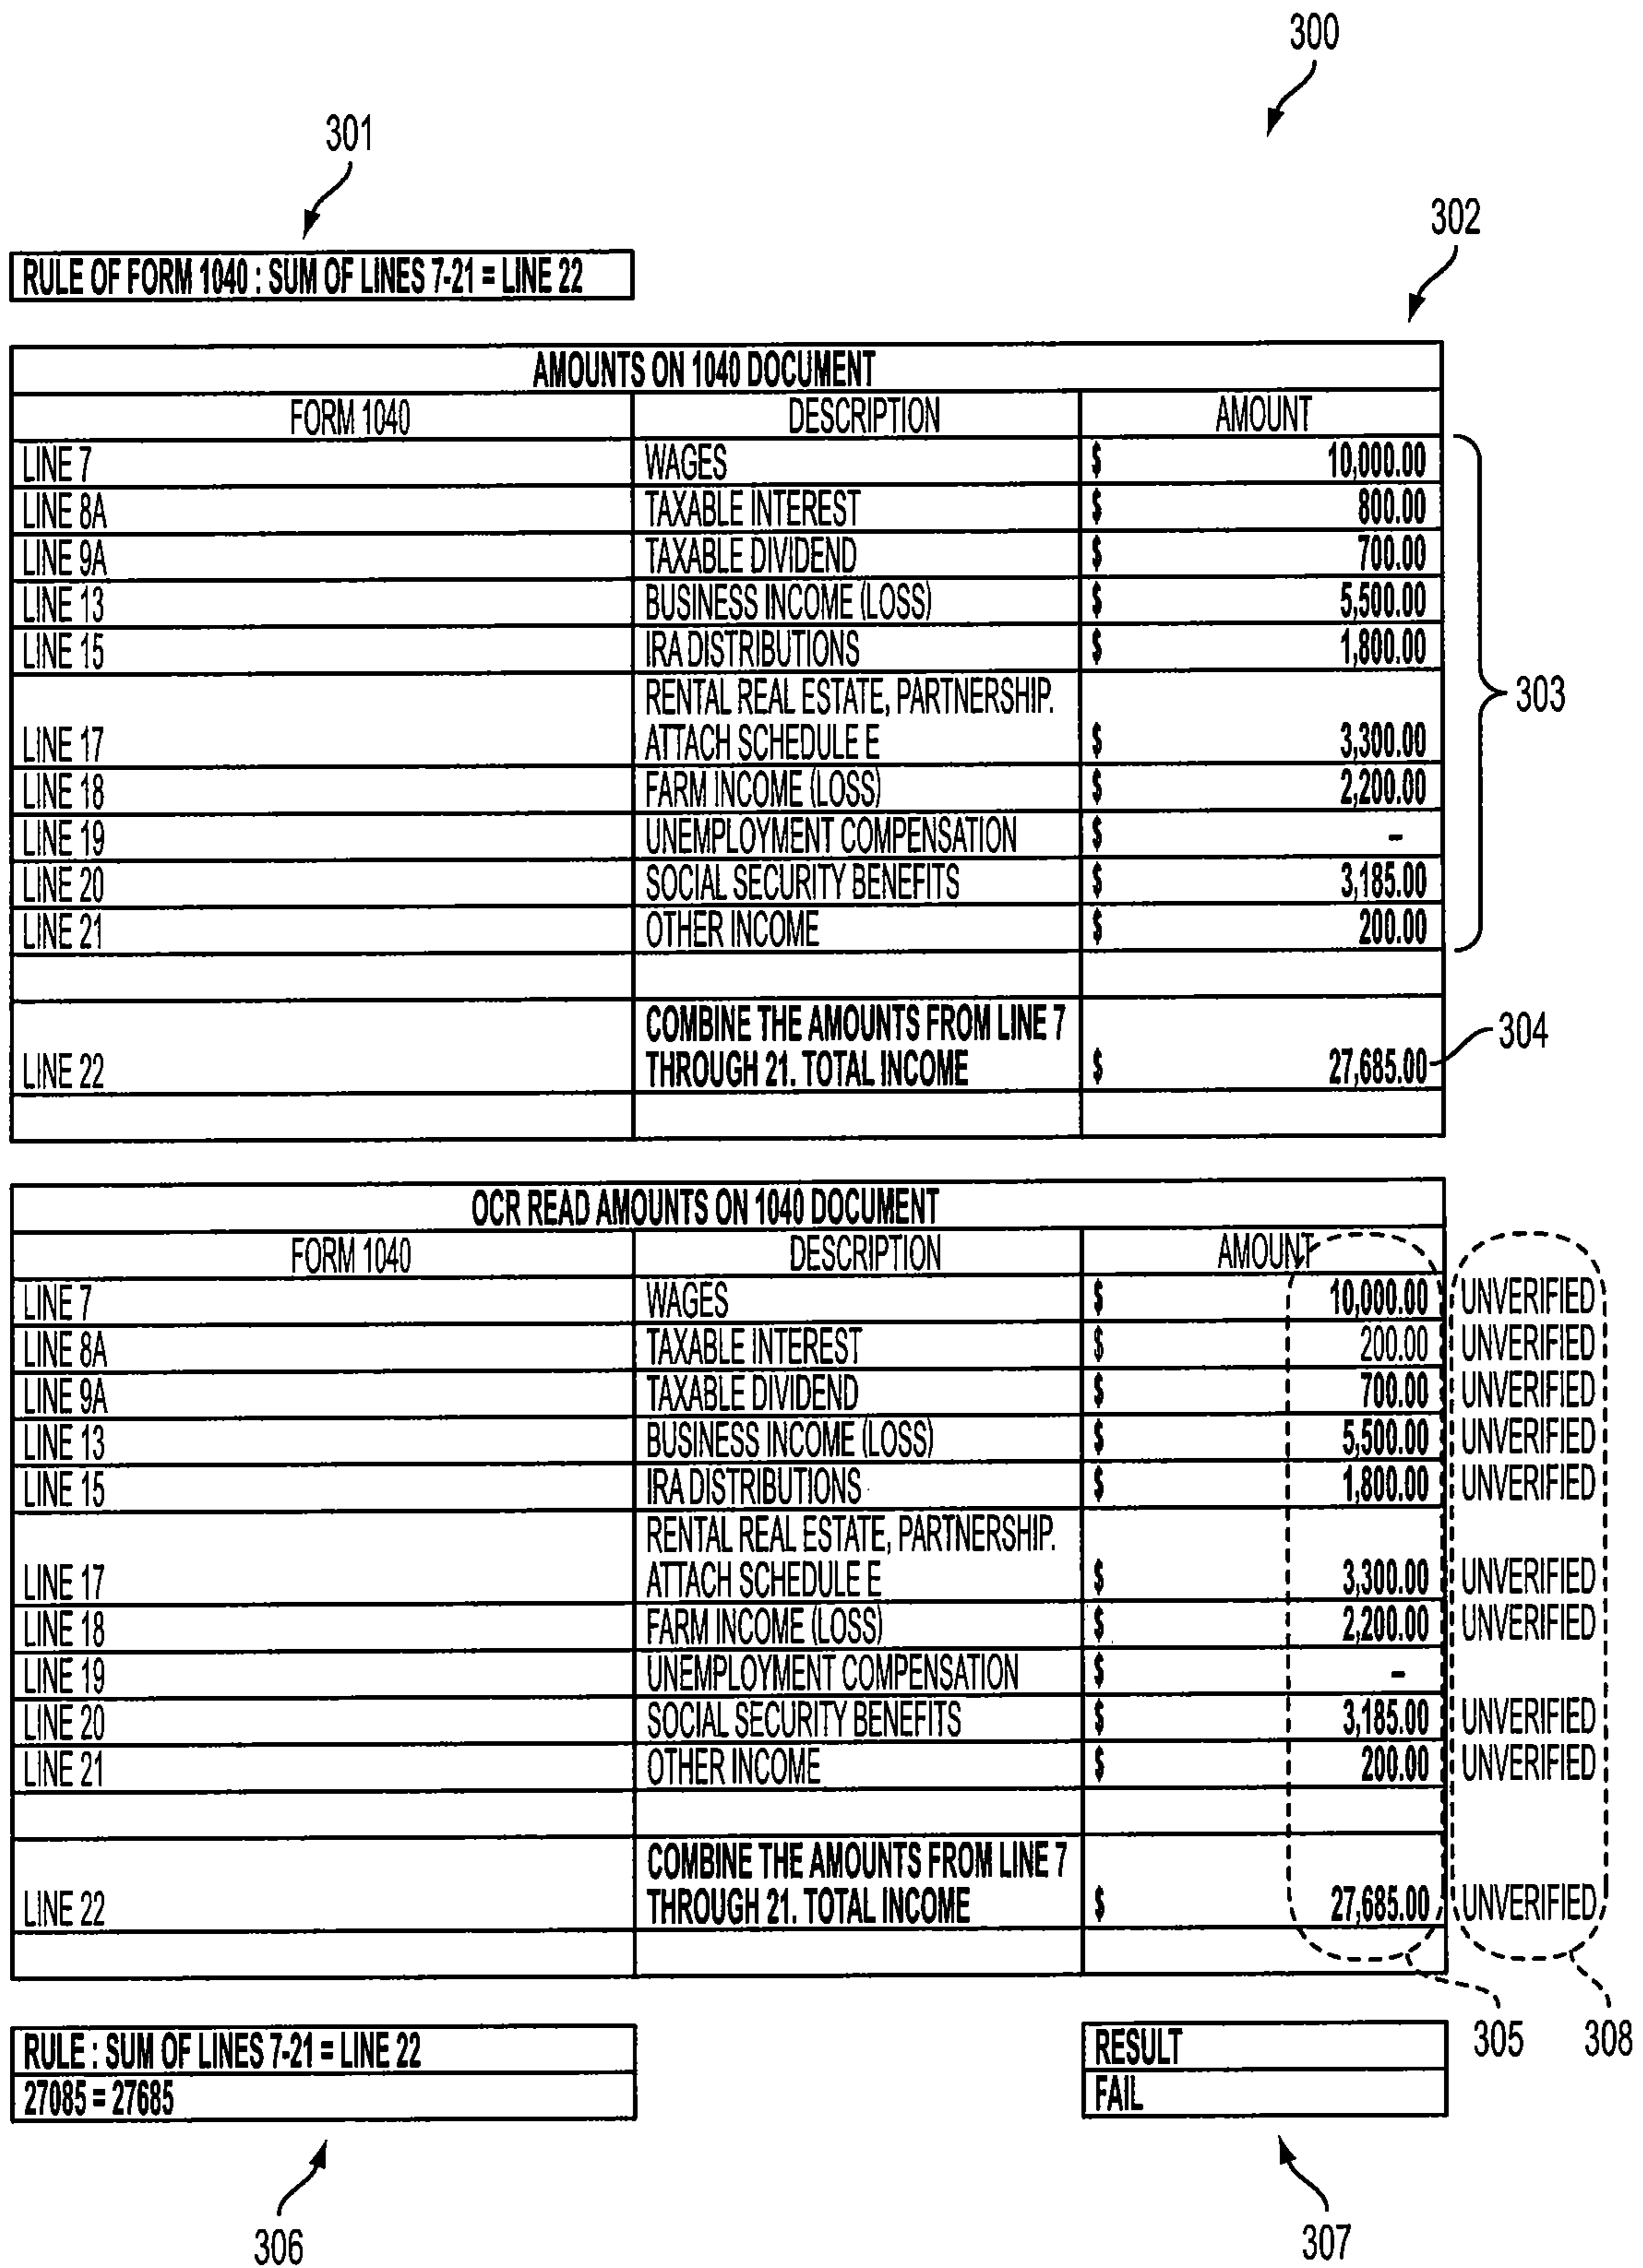 300
301
302
RULE OF FORM 1040 : SUM OF LINES 7-21 = LINE 22
AMOUNTS ON 1040 DOCUMENT
FORM 1040 DESCRIPTION AMOUNT
LINE 7 WAGES $ 10,000.00
LINE 8A TAXABLE INTEREST $ 800.00
LINE 9A TAXABLE DIVIDEND $ 700.00
LINE 13 BUSINESS INCOME (LOSS) $ 5,500.00
LINE 15 IRA DISTRIBUTIONS $ 1,800.00
RENTAL REAL ESTATE, PARTNERSHIP.
303
LINE 17 ATTACH SCHEDULE E $ 3,300.00
LINE 18 FARM INCOME (LOSS) $ 2,200.00
LINE 19 UNEMPLOYMENT COMPENSATION $ -
LINE 20 SOCIAL SECURITY BENEFITS $ 3,185.00
LINE 21 OTHER INCOME $ 200.00
COMBINE THE AMOUNTS FROM LINE 7
304
LINE 22 THROUGH 21. TOTAL INCOME $ 27,685.00
OCR READ AMOUNTS ON 1040 DOCUMENT
FORM 1040 DESCRIPTION AMOUNT
LINE 7 WAGES $ 10,000.00 UNVERIFIED
LINE 8A TAXABLE INTEREST $ 200.00 UNVERIFIED
LINE 9A TAXABLE DIVIDEND $ 700.00 UNVERIFIED
LINE 13 BUSINESS INCOME (LOSS) $ 5,500.00 UNVERIFIED
LINE 15 IRA DISTRIBUTIONS $ 1,800.00 UNVERIFIED
RENTAL REAL ESTATE, PARTNERSHIP.
LINE 17 ATTACH SCHEDULE E $ 3,300.00 UNVERIFIED
LINE 18 FARM INCOME (LOSS) $ 2,200.00 UNVERIFIED
LINE 19 UNEMPLOYMENT COMPENSATION $ -
LINE 20 SOCIAL SECURITY BENEFITS $ 3,185.00 UNVERIFIED
LINE 21 OTHER INCOME $ 200.00 UNVERIFIED
COMBINE THE AMOUNTS FROM LINE 7
LINE 22 THROUGH 21. TOTAL INCOME $ 27,685.00 UNVERIFIED
305 308
RULE : SUM OF LINES 7-21 = LINE 22
27085 = 27685
RESULT
FAIL
306
307